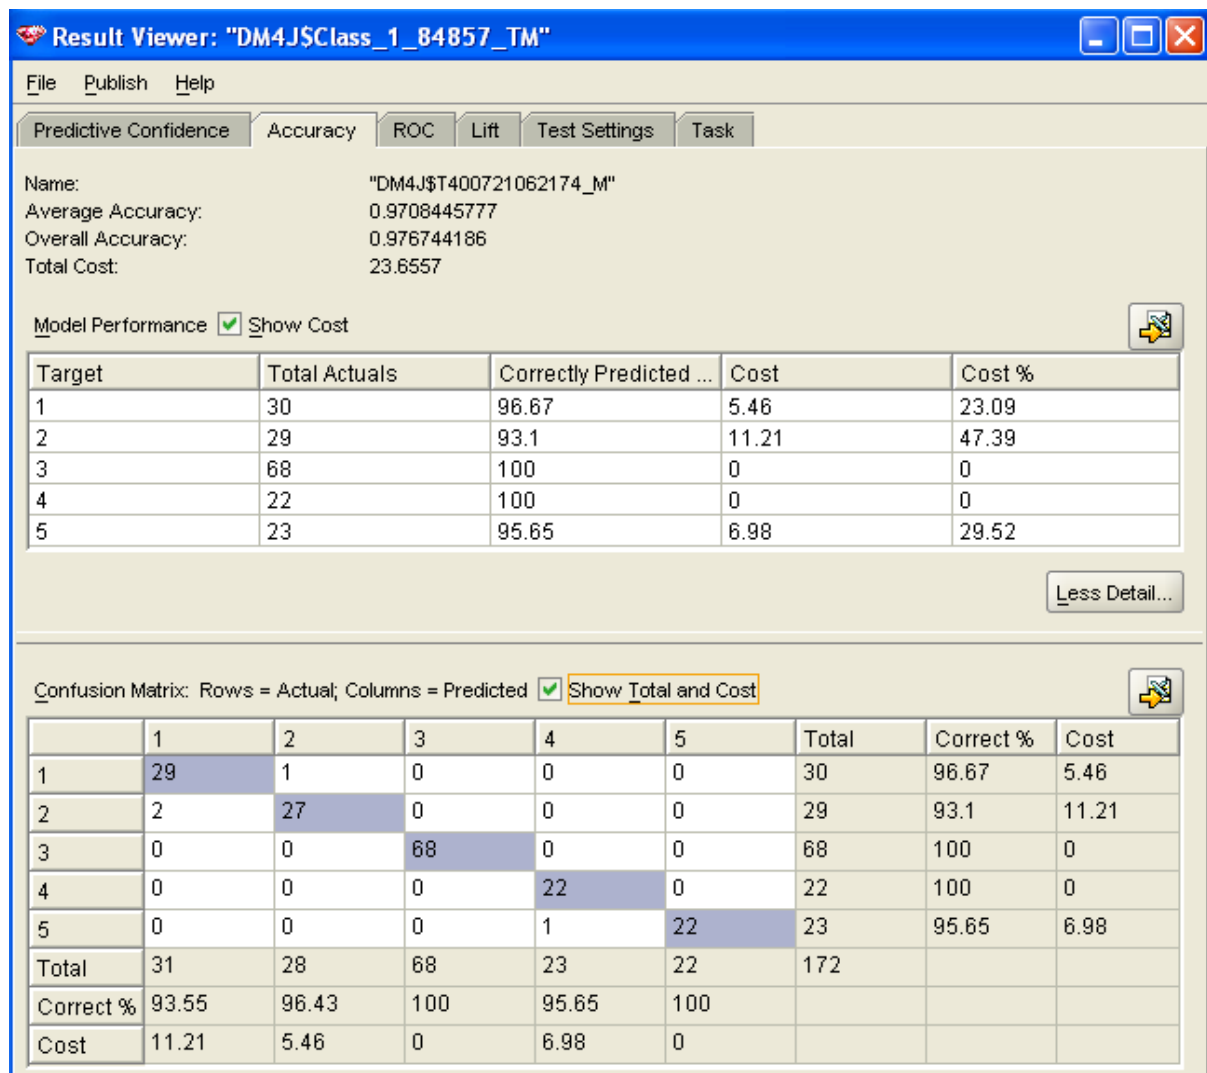 Result Viewer: "DM4J$Class_1_84857_TM"
File Publish Help
Predictive Confidence Accuracy ROC Lift Test Settings Task
Name: "DM4J$T400721062174_M"
Average Accuracy: 0.9708445777
Overall Accuracy: 0.976744186
Total Cost: 23.6557
Model Performance Show Cost
Target Total Actuals Correctly Predicted ... Cost Cost %
1 30 96.67 5.46 23.09
2 29 93.1 11.21 47.39
3 68 100 0 0
4 22 100 0 0
5 23 95.65 6.98 29.52
Less Detail...
Confusion Matrix: Rows = Actual; Columns = Predicted Show Total and Cost
1 2 3 4 5 Total Correct % Cost
1 29 1 0 0 0 30 96.67 5.46
2 2 27 0 0 0 29 93.1 11.21
3 0 0 68 0 0 68 100 0
4 0 0 0 22 0 22 100 0
5 0 0 0 1 22 23 95.65 6.98
Total 31 28 68 23 22 172
Correct % 93.55 96.43 100 95.65 100
Cost 11.21 5.46 0 6.98 0